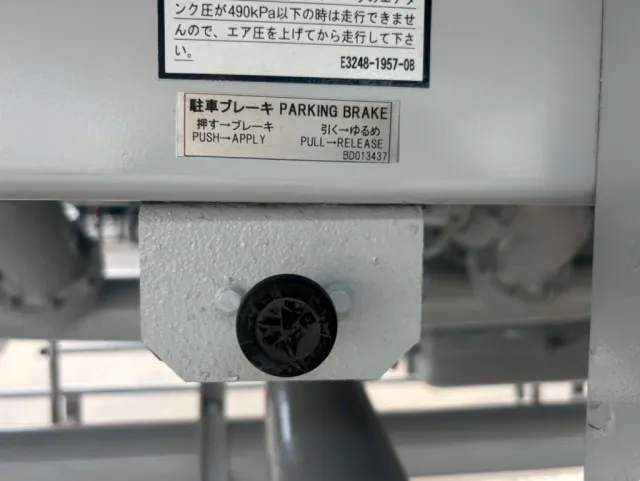 ンク圧が490kPa以下の時は走行できませ
んので、エア圧を上げてから走行して下さ
い。
E3248-1957-08
駐車ブレーキ PARKING BRAKE
押す→ブレーキ 引く→ゆるめ
PUSH→APPLY PULL→RELEASE
BD013437